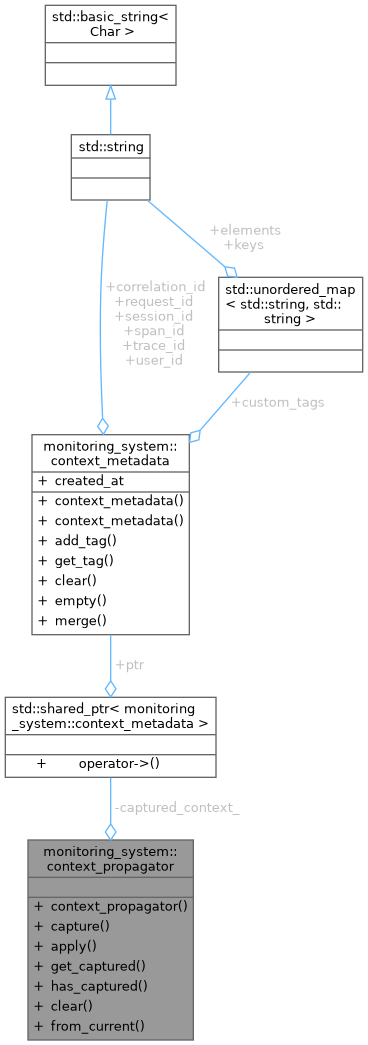 std::basic_string<
Char >
std::string
+elements
+keys
std::unordered_map
< std::string, std::
string >
+correlation_id
+request_id
+session_id
+span_id
+trace_id
+user_id
+custom_tags
monitoring_system::
context_metadata
+ created_at
+ context_metadata()
+ context_metadata()
+ add_tag()
+ get_tag()
+ clear()
+ empty()
+ merge()
+ptr
std::shared_ptr< monitoring
_system::context_metadata >
+ operator->()
-captured_context_
monitoring_system::
context_propagator
+ context_propagator()
+ capture()
+ apply()
+ get_captured()
+ has_captured()
+ clear()
+ from_current()